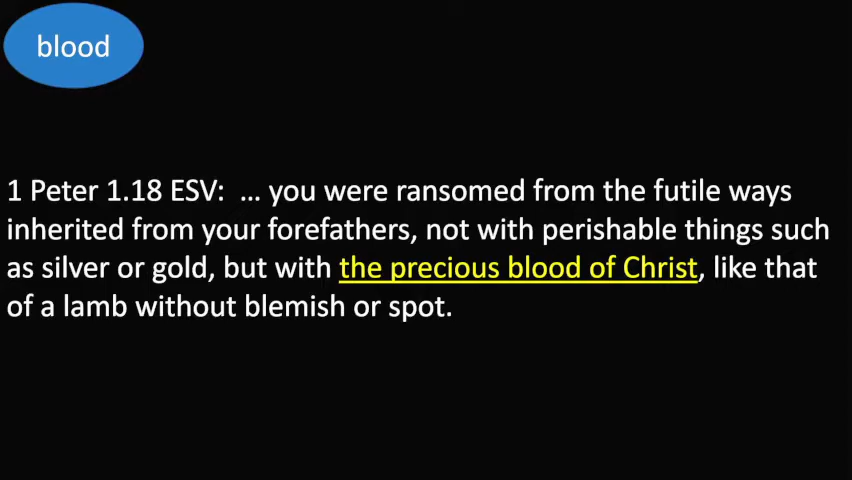 blood
1 Peter 1.18 ESV:  … you were ransomed from the futile ways
inherited from your forefathers, not with perishable things such
as silver or gold, but with the precious blood of Christ, like that
of a lamb without blemish or spot.